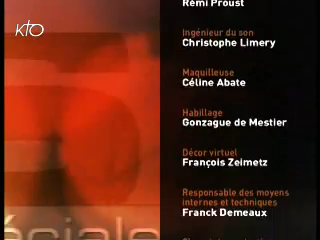 KTO
Rémi Proust
Ingénieur du son
Christophe Limery
Maquilleuse
Céline Abate
Habillage
Gonzague de Mestier
Décor virtuel
François Zeimetz
Responsable des moyens
internes et techniques
Franck Demeaux
éciale